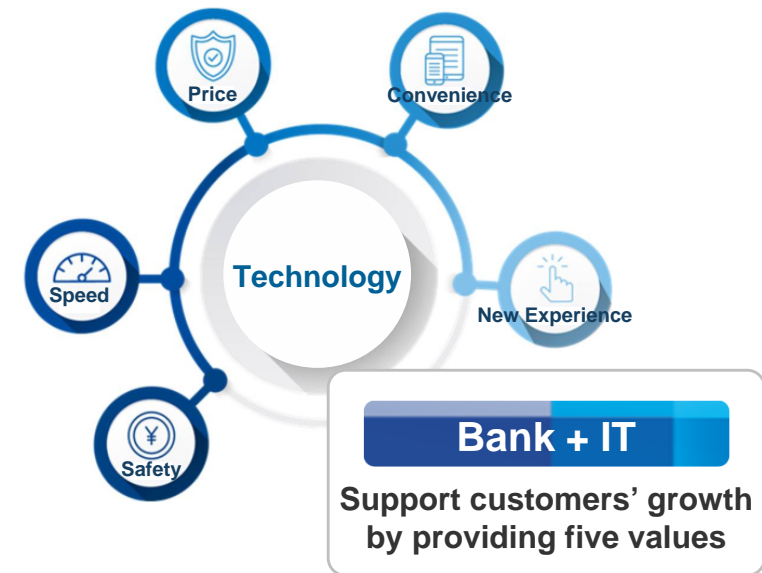 Price
Convenience
Speed
Technology
New Experience
¥
Safety
Bank + IT
Support customers’ growth
by providing five values